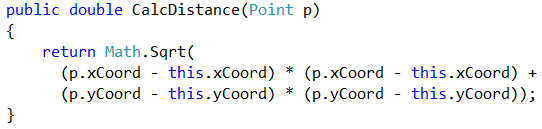 public double CalcDistance(Point p)
{
    return Math.Sqrt(
      (p.xCoord - this.xCoord) * (p.xCoord - this.xCoord) +
      (p.yCoord - this.yCoord) * (p.yCoord - this.yCoord));
}